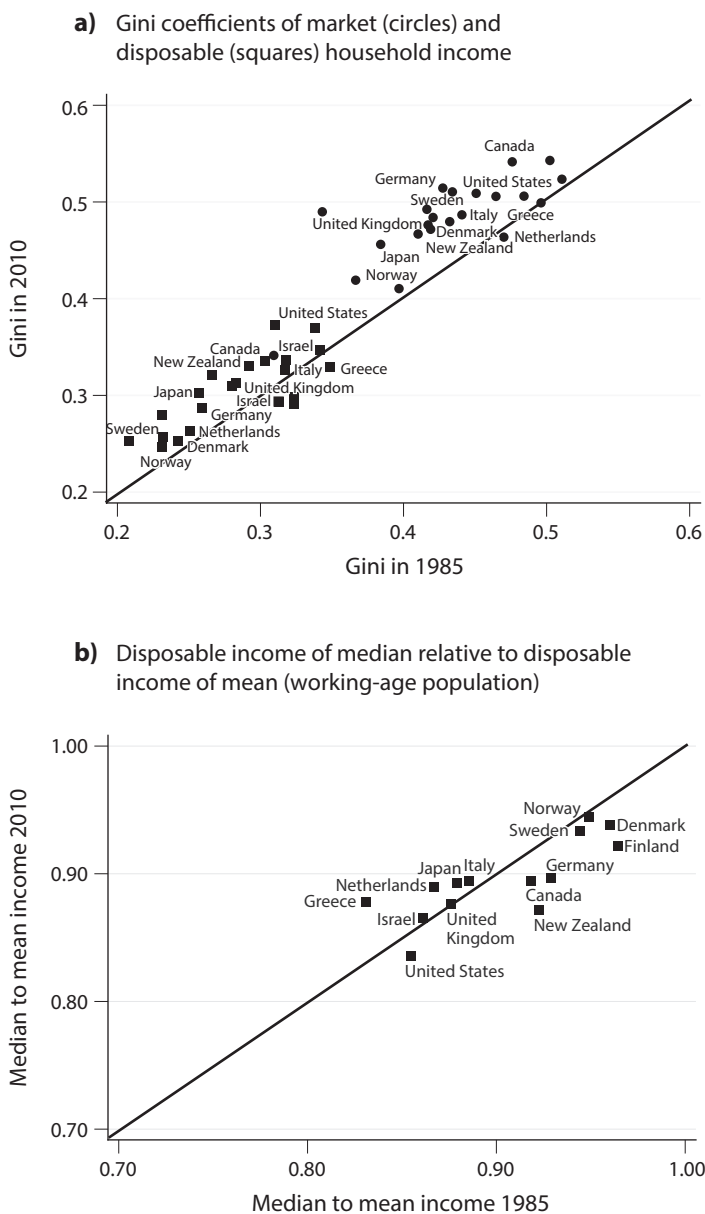 a) Gini coefficients of market (circles) and
disposable (squares) household income
Gini in 2010
0.6
0.5
0.4
0.3
0.2
Canada
Germany
United States
Sweden
Italy
Greece
United Kingdom
Denmark
Netherlands
New Zealand
Japan
Norway
United States
Canada
Israel
New Zealand
Italy
Greece
Japan
United Kingdom
Israel
Germany
Sweden
Netherlands
Denmark
Norway
0.2
0.3
0.4
0.5
0.6
Gini in 1985
b) Disposable income of median relative to disposable
income of mean (working-age population)
Median to mean income 2010
1.00
0.90
0.80
0.70
Norway
Sweden
Denmark
Finland
Japan
Italy
Germany
Netherlands
Canada
Greece
Israel
United
Kingdom
New Zealand
United States
0.70
0.80
0.90
1.00
Median to mean income 1985